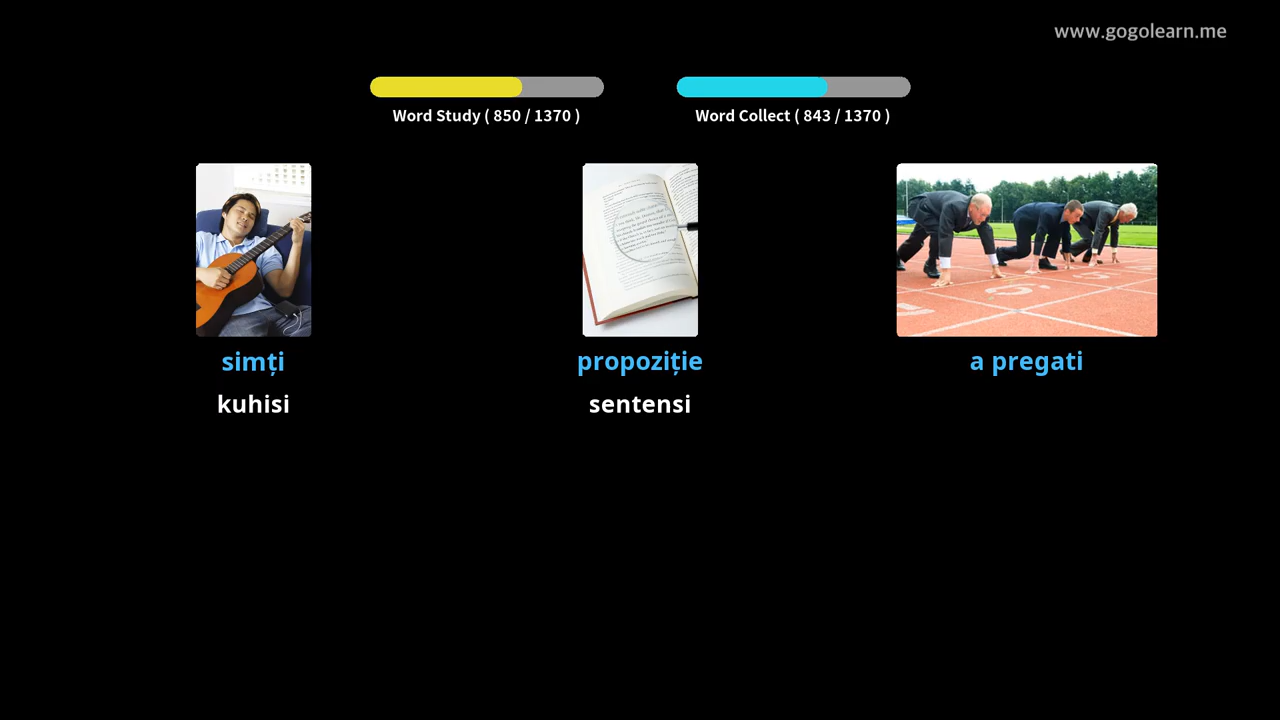 www.gogolearn.me
Word Study ( 850 / 1370 )
Word Collect ( 843 / 1370 )
simți
propoziție
a pregati
kuhisi
sentensi